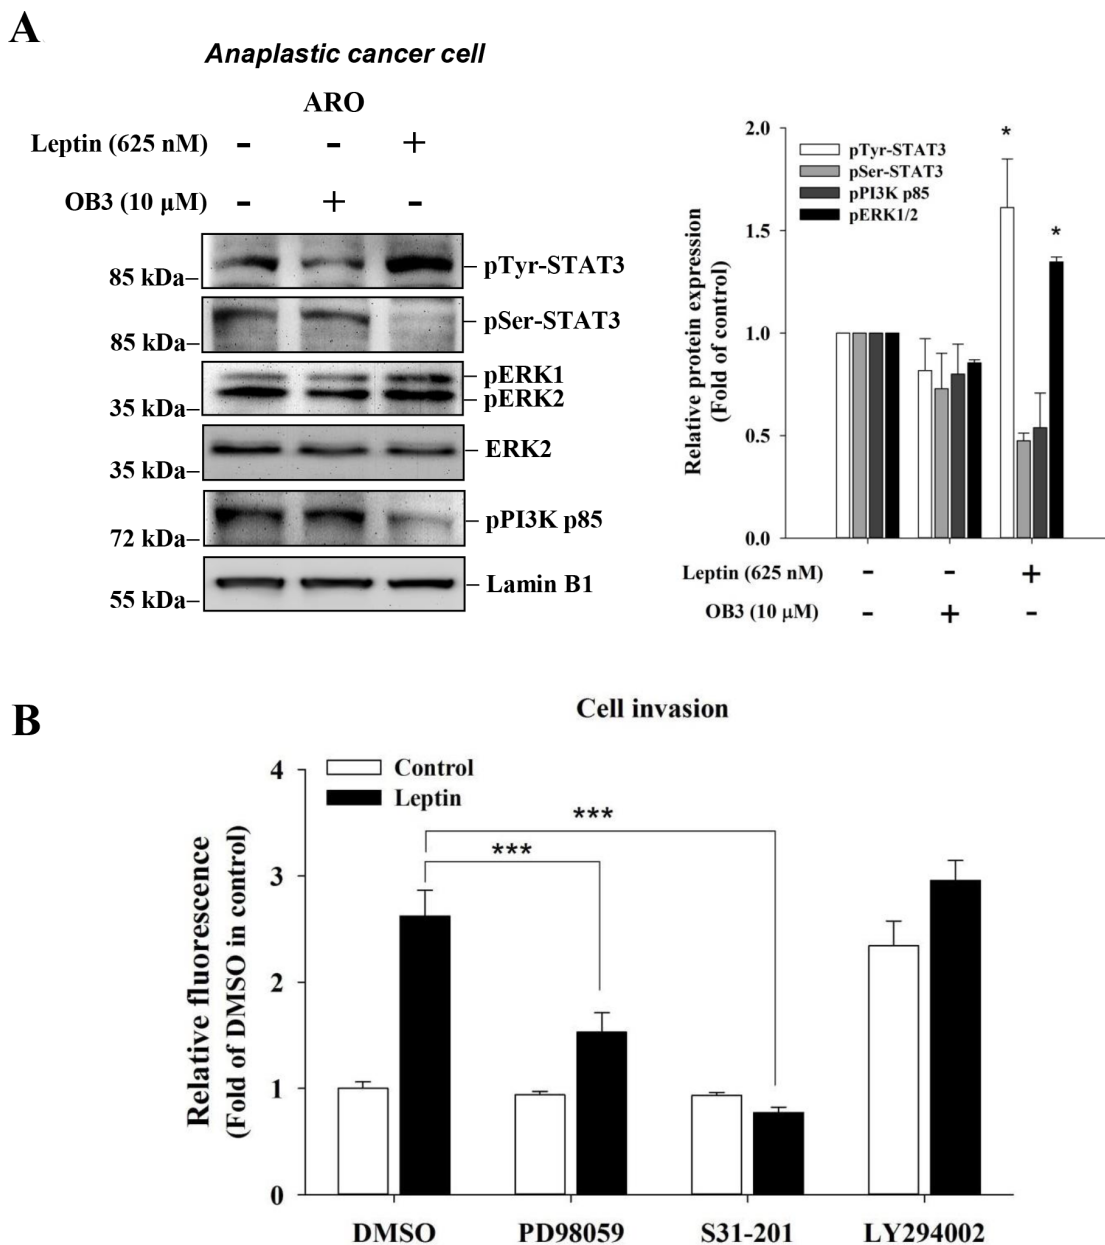 A
Anaplastic cancer cell
ARO
Leptin (625 nM) - - +
OB3 (10 µM) - + -
85 kDa– –pTyr-STAT3
85 kDa– –pSer-STAT3
pERK1
35 kDa– pERK2
–ERK2
35 kDa–
–pPI3K p85
72 kDa–
–Lamin B1
55 kDa–
Relative protein expression
(Fold of control)
2.0
1.5
1.0
0.5
0.0
pTyr-STAT3
pSer-STAT3
pPI3K p85
pERK1/2
*
*
Leptin (625 nM) - - +
OB3 (10 µM) - + -
B
Cell invasion
Relative fluorescence
(Fold of DMSO in control)
4
3
2
1
0
Control
Leptin
***
***
DMSO PD98059 S31-201 LY294002